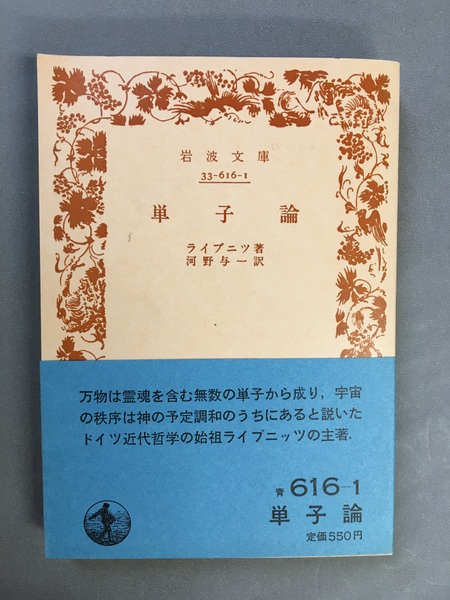 岩波文庫
33-616-1
単子論
ライプニツ著
河野与一訳
万物は霊魂を含む無数の単子から成り，宇宙
の秩序は神の予定調和のうちにあると説いた
ドイツ近代哲学の始祖ライプニッツの主著．
青 616-1
単子論
定価550円